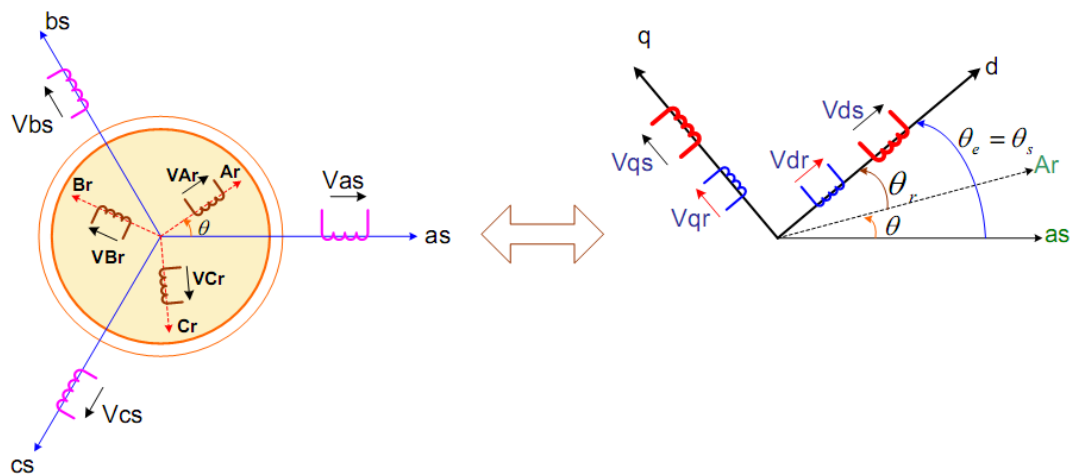 bs
Vbs
Br
VBr
VAr
Ar
θ
VCr
Cr
Vas
as
Vcs
cs
q
Vqs
Vqr
d
Vds
Vdr
θe = θs
Ar
θr
θ
as